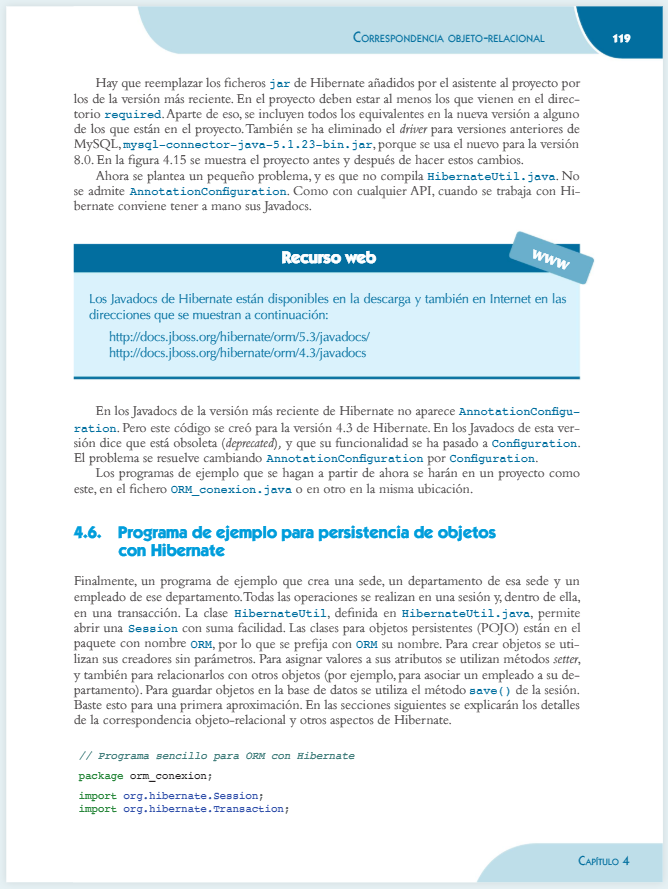 CORRESPONDENCIA OBJETO-RELACIONAL
119
Hay que reemplazar los ficheros jar de Hibernate añadidos por el asistente al proyecto por
los de la versión más reciente. En el proyecto deben estar al menos los que vienen en el direc-
torio required. Aparte de eso, se incluyen todos los equivalentes en la nueva versión a alguno
de los que están en el proyecto. También se ha eliminado el driver para versiones anteriores de
MySQL, mysql-connector-java-5.1.23-bin.jar, porque se usa el nuevo para la versión
8.0. En la figura 4.15 se muestra el proyecto antes y después de hacer estos cambios.
Ahora se plantea un pequeño problema, y es que no compila HibernateUtil.java. No
se admite AnnotationConfiguration. Como con cualquier API, cuando se trabaja con Hi-
bernate conviene tener a mano sus Javadocs.
Recurso web
www
Los Javadocs de Hibernate están disponibles en la descarga y también en Internet en las
direcciones que se muestran a continuación:
http://docs.jboss.org/hibernate/orm/5.3/javadocs/
http://docs.jboss.org/hibernate/orm/4.3/javadocs
En los Javadocs de la versión más reciente de Hibernate no aparece AnnotationConfigu-
ration. Pero este código se creó para la versión 4.3 de Hibernate. En los Javadocs de esta ver-
sión dice que está obsoleta (deprecated), y que su funcionalidad se ha pasado a Configuration.
El problema se resuelve cambiando AnnotationConfiguration por Configuration.
Los programas de ejemplo que se hagan a partir de ahora se harán en un proyecto como
este, en el fichero ORM_conexion.java o en otro en la misma ubicación.
4.6. Programa de ejemplo para persistencia de objetos
con Hibernate
Finalmente, un programa de ejemplo que crea una sede, un departamento de esa sede y un
empleado de ese departamento. Todas las operaciones se realizan en una sesión y, dentro de ella,
en una transacción. La clase HibernateUtil, definida en HibernateUtil.java, permite
abrir una Session con suma facilidad. Las clases para objetos persistentes (POJO) están en el
paquete con nombre ORM, por lo que se prefija con ORM su nombre. Para crear objetos se uti-
lizan sus creadores sin parámetros. Para asignar valores a sus atributos se utilizan métodos setter,
y también para relacionarlos con otros objetos (por ejemplo, para asociar un empleado a su de-
partamento). Para guardar objetos en la base de datos se utiliza el método save() de la sesión.
Baste esto para una primera aproximación. En las secciones siguientes se explicarán los detalles
de la correspondencia objeto-relacional y otros aspectos de Hibernate.
// Programa sencillo para ORM con Hibernate
package orm_conexion;
import org.hibernate.Session;
import org.hibernate.Transaction;
CAPÍTULO 4